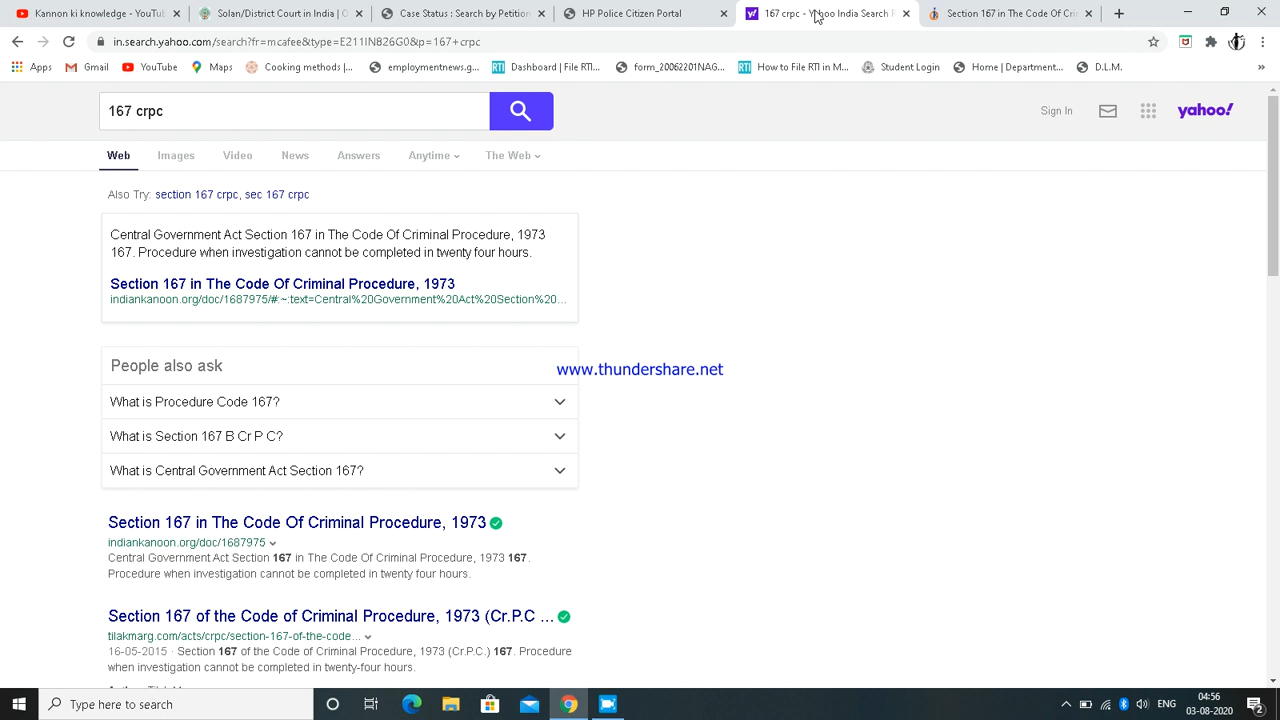 Kannon ki knowledge - YouTube
Solan/District Court in India | O
Case Status : Search by Petition
HP Police Citizen Portal
167 crpc - Yahoo India Search R
Section 167 in The Code Of Crim
in.search.yahoo.com/search?fr=mcafee&type=E211IN826G0&p=167+crpc
Apps
Gmail
YouTube
Maps
Cooking methods |...
employmentnews.g...
Dashboard | File RTI...
form_20062201NAG...
How to File RTI in M...
Student Login
Home | Department...
D.L.M.
167 crpc
Sign In
yahoo!
Web Images Video News Answers Anytime The Web
Also Try: section 167 crpc, sec 167 crpc
Central Government Act Section 167 in The Code Of Criminal Procedure, 1973
167. Procedure when investigation cannot be completed in twenty four hours.
Section 167 in The Code Of Criminal Procedure, 1973
indiankanoon.org/doc/1687975/#:~:text=Central%20Government%20Act%20Section%20...
People also ask
www.thundershare.net
What is Procedure Code 167?
What is Section 167 B Cr P C?
What is Central Government Act Section 167?
Section 167 in The Code Of Criminal Procedure, 1973
indiankanoon.org/doc/1687975
Central Government Act Section 167 in The Code Of Criminal Procedure, 1973 167.
Procedure when investigation cannot be completed in twenty four hours.
Section 167 of the Code of Criminal Procedure, 1973 (Cr.P.C ...
tilakmarg.com/acts/crpc/section-167-of-the-code...
16-05-2015 · Section 167 of the Code of Criminal Procedure, 1973 (Cr.P.C.) 167. Procedure
when investigation cannot be completed in twenty-four hours.
Type here to search
ENG
04:56
03-08-2020
2